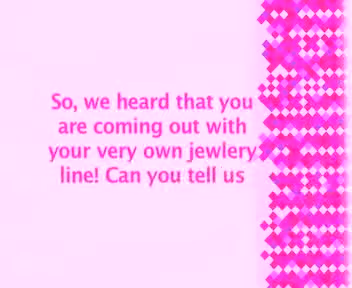 So, we heard that you
are coming out with
your very own jewlery
line! Can you tell us